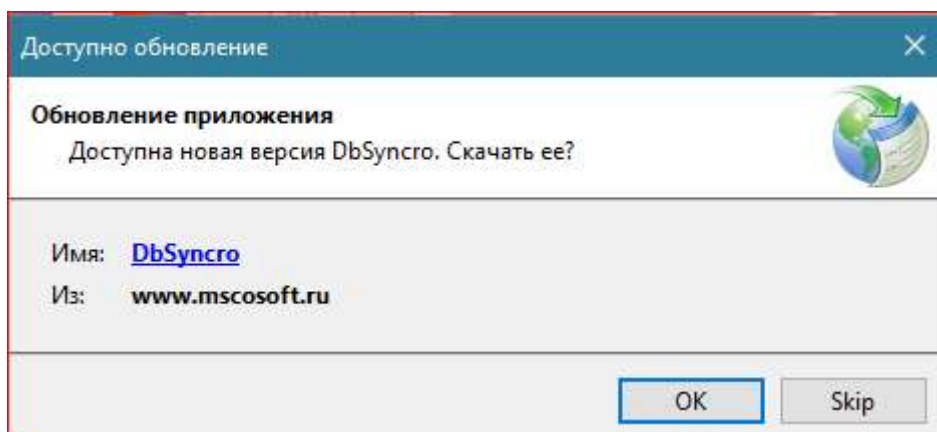 Доступно обновление
Обновление приложения
Доступна новая версия DbSyncro. Скачать ее?
Имя: DbSyncro
Из: www.mscosoft.ru
OK Skip